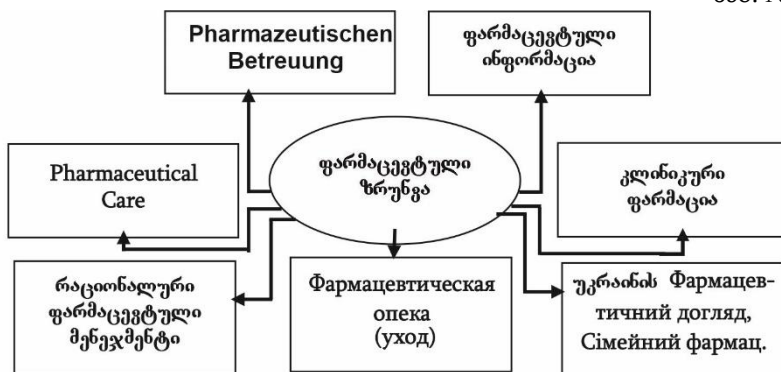 Pharmazeutischen
Betreuung
ფარმაცევტული
ინფორმაცია
ფარმაცევტული
ზრუნვა
Pharmaceutical
Care
კლინიკური
ფარმაცია
რაციონალური
ფარმაცევტული
მენეჯმენტი
Фармацевтическая
опека
(уход)
უკრაინის Фармацев-
тичний догляд,
Сімейний фармац.